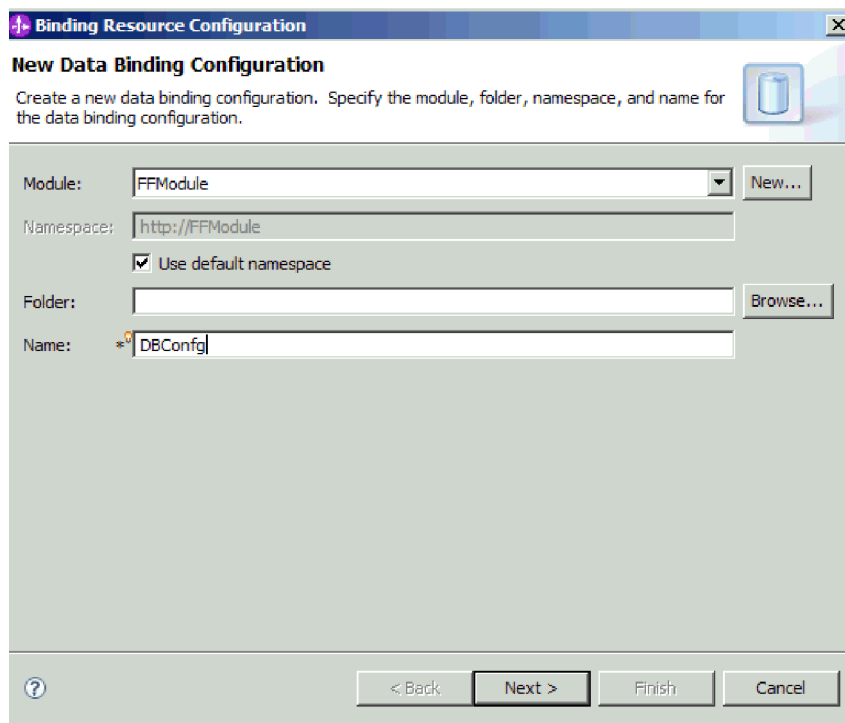 Binding Resource Configuration
New Data Binding Configuration
Create a new data binding configuration. Specify the module, folder, namespace, and name for
the data binding configuration.
Module: FFModule New...
Namespace: http://FFModule
Use default namespace
Folder: Browse...
Name: * DBConfg
? < Back Next > Finish Cancel